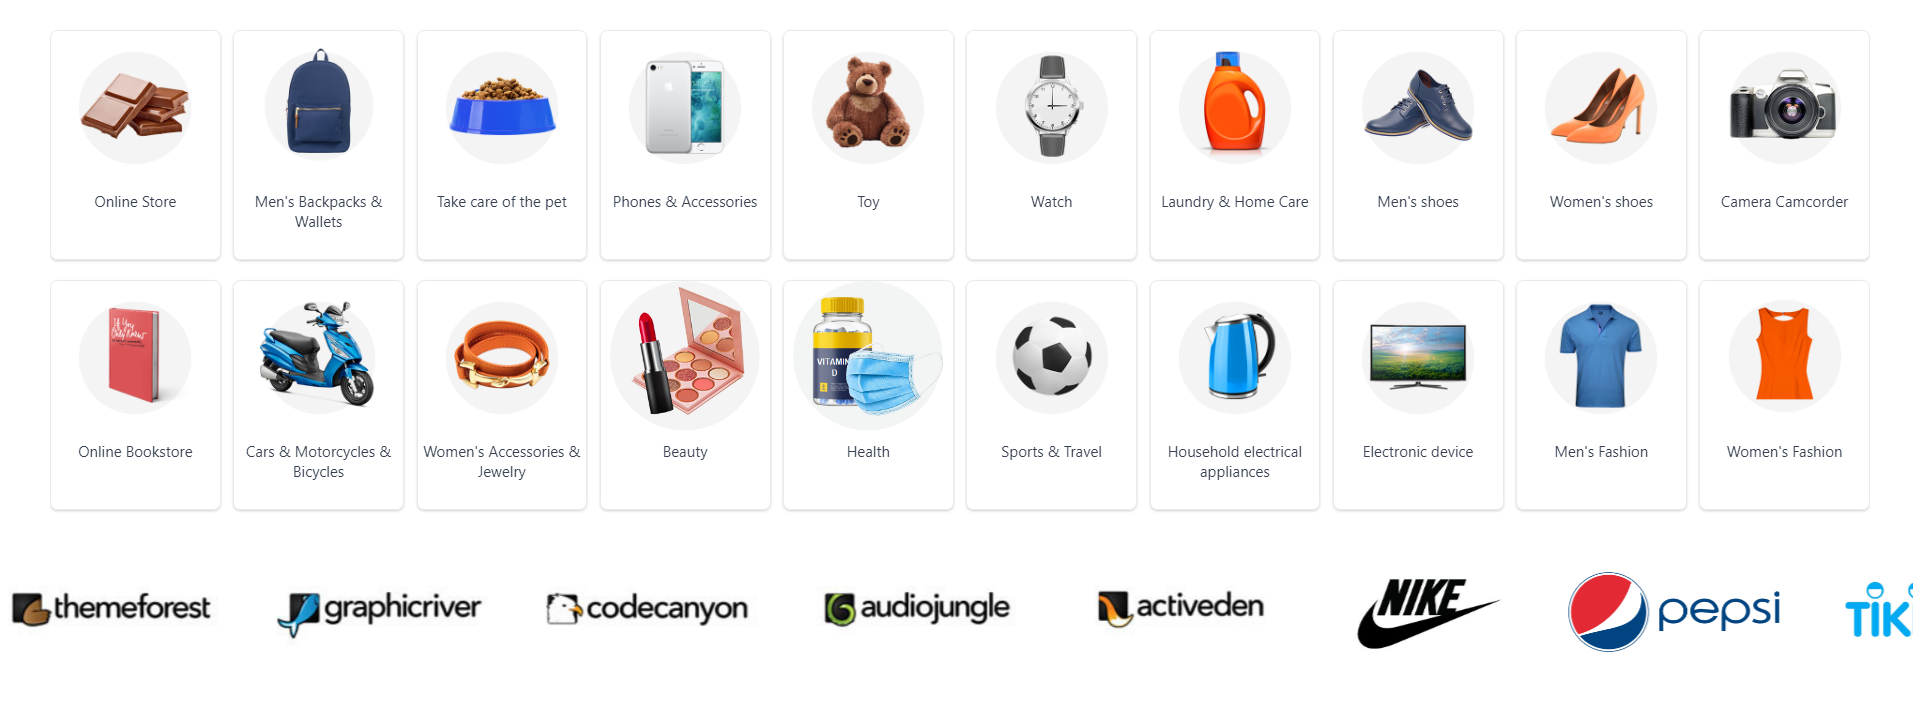 Online Store
Men's Backpacks &
Wallets
Take care of the pet
Phones & Accessories
Toy
Watch
Laundry & Home Care
Men's shoes
Women's shoes
Camera Camcorder
VITAMIN
D
Online Bookstore
Cars & Motorcycles &
Bicycles
Women's Accessories &
Jewelry
Beauty
Health
Sports & Travel
Household electrical
appliances
Electronic device
Men's Fashion
Women's Fashion
themeforest
graphicriver
codecanyon
audiojungle
activeden
NIKE
pepsi
TIK